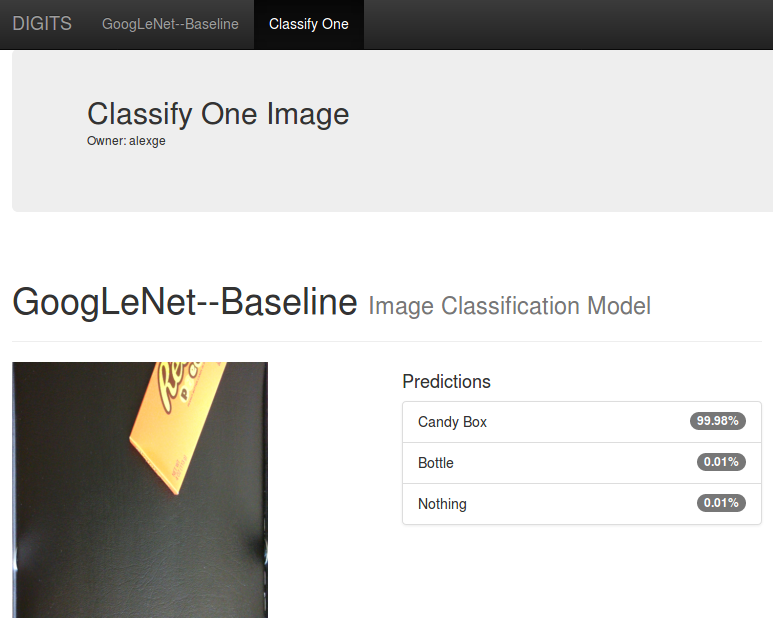 DIGITS GoogLeNet--Baseline Classify One
Classify One Image
Owner: alexge
GoogLeNet--Baseline Image Classification Model
Predictions
Candy Box 99.98%
Bottle 0.01%
Nothing 0.01%